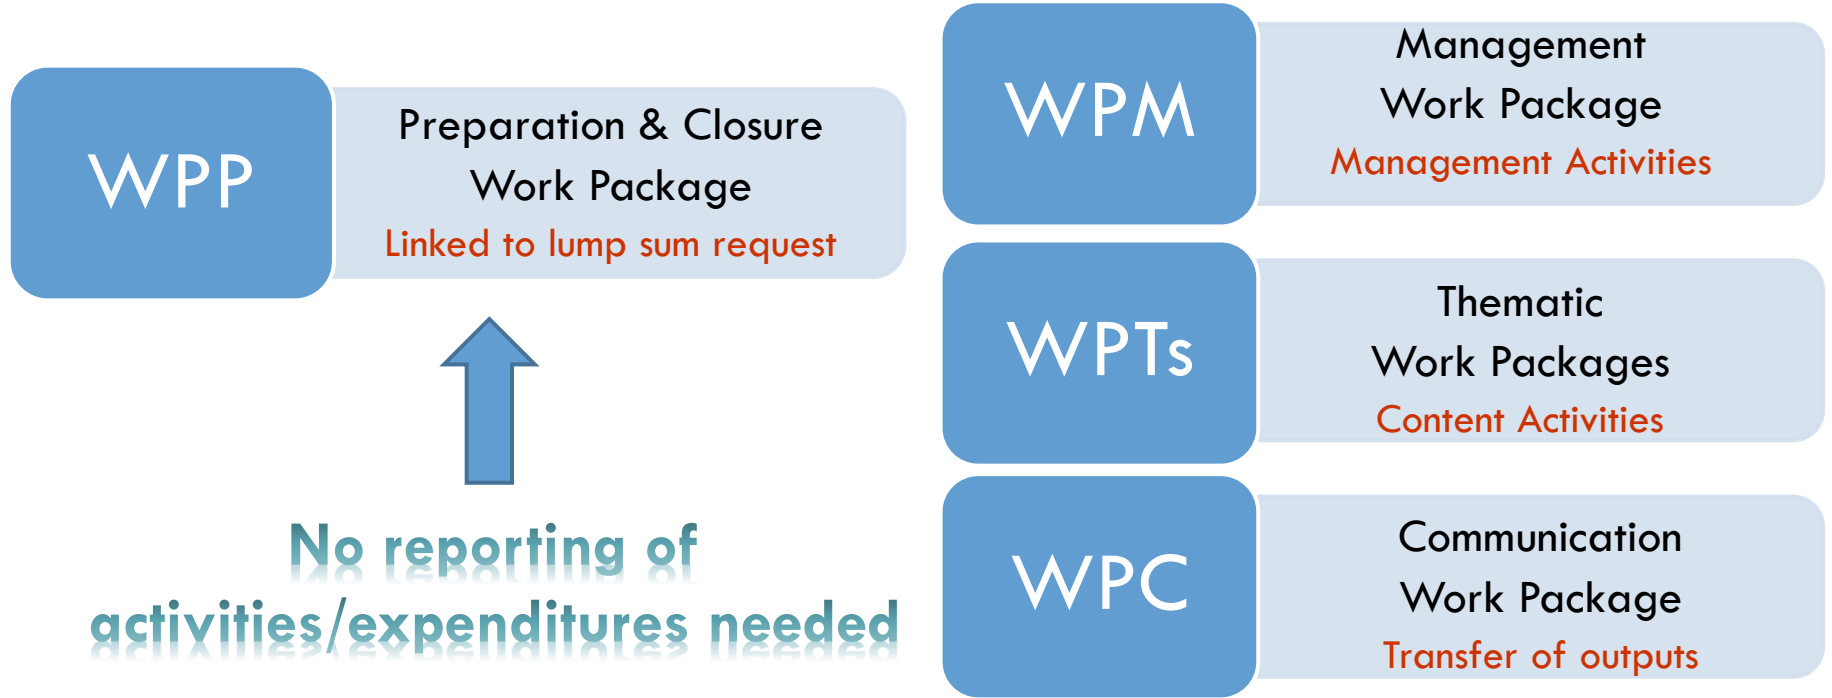 WPP
Preparation & Closure
Work Package
Linked to lump sum request
No reporting of
activities/expenditures needed
WPM
Management
Work Package
Management Activities
WPTs
Thematic
Work Packages
Content Activities
WPC
Communication
Work Package
Transfer of outputs